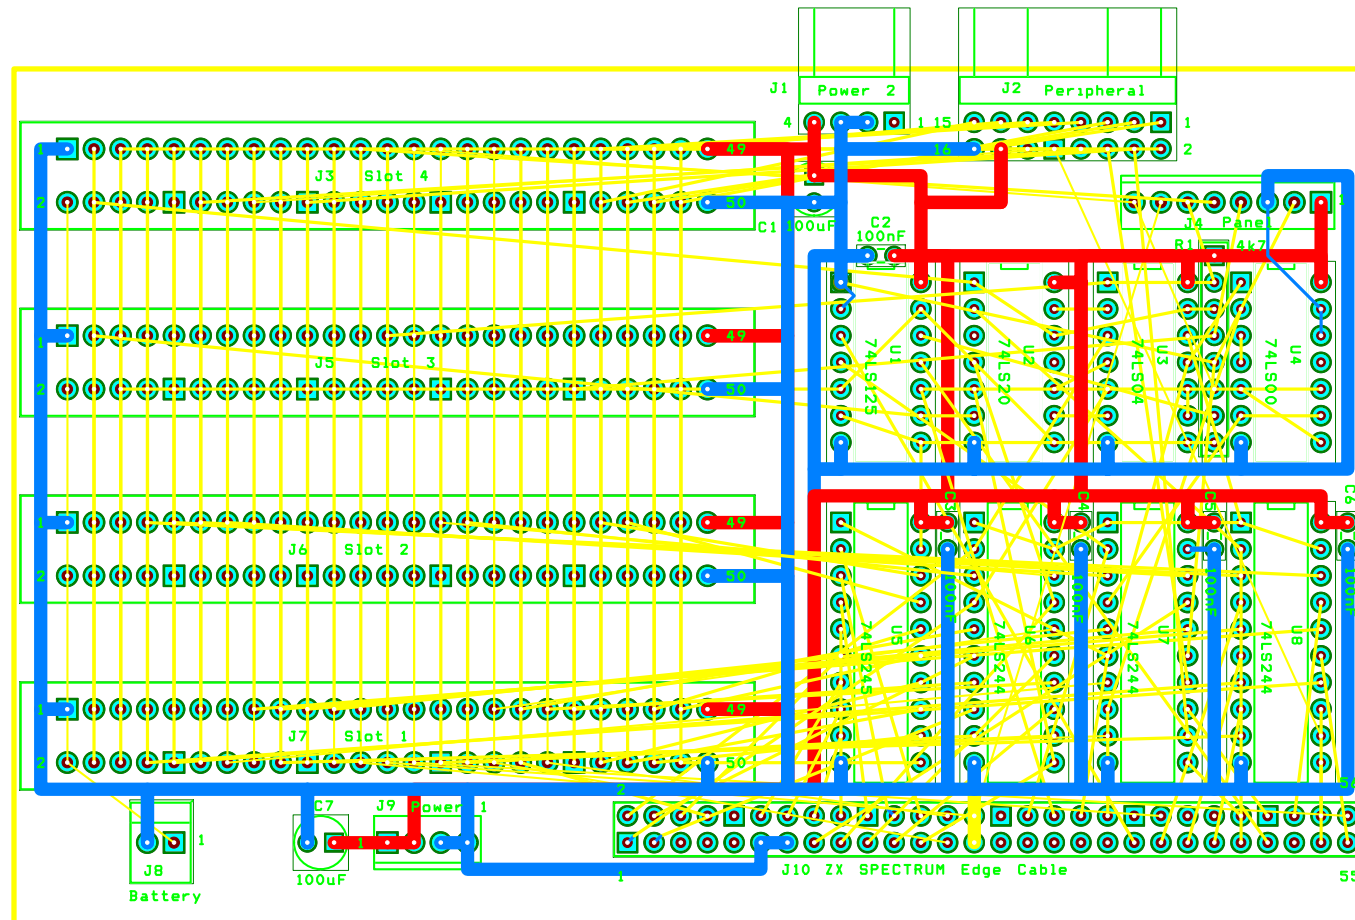 J1
Power 2
J2 Peripheral
4
1
15
1
16
2
1
49
J3 Slot 4
2
50
C1
100uF
C2
100nF
J4 Panel
1
R1
4k7
1
49
J5 Slot 3
2
50
U1
74LS125
U2
74LS20
U3
74LS04
U4
74LS00
1
49
J6 Slot 2
2
50
C3
100nF
C4
100nF
C5
100nF
C6
100nF
U5
74LS245
U6
74LS244
U7
74LS244
U8
74LS244
1
49
J7 Slot 1
2
50
2
56
C7
100uF
J9 Power 1
1
1
J8
Battery
J10 ZX SPECTRUM Edge Cable
1
55